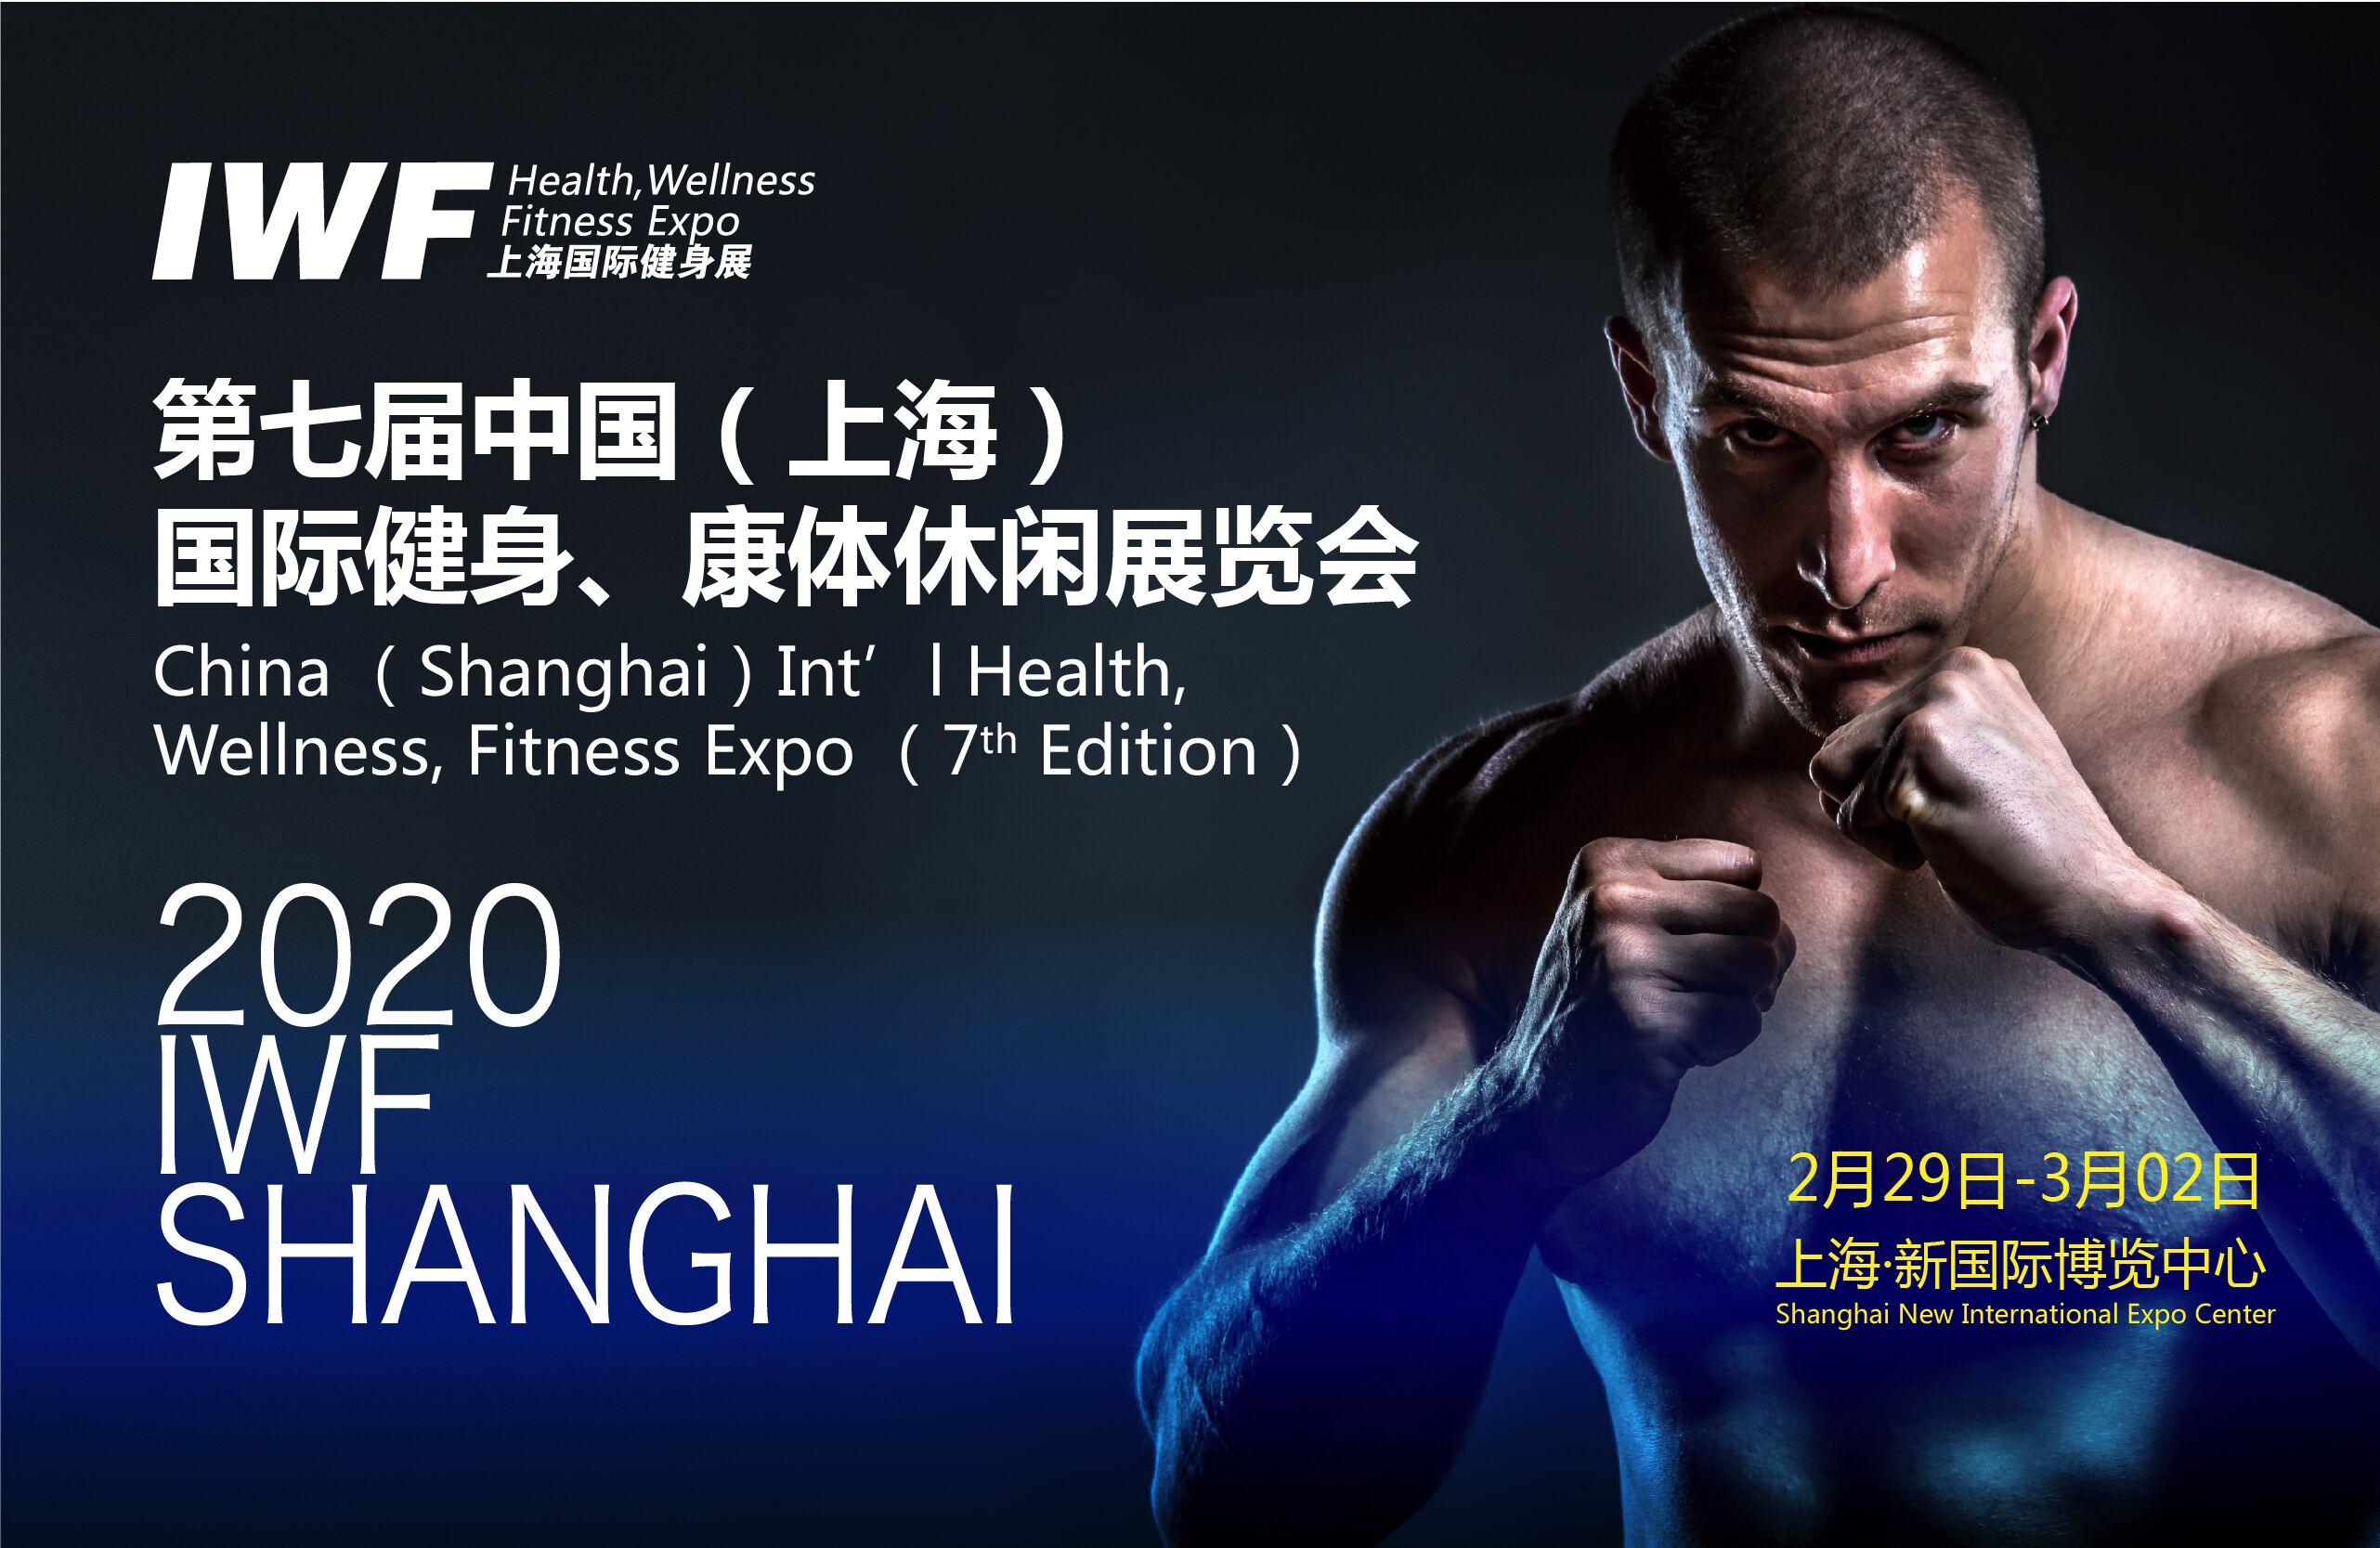 IWF Health,Wellness
Fitness Expo
上海国际健身展
第七届中国（上海）
国际健身、康体休闲展览会
China （Shanghai）Int’l Health,
Wellness, Fitness Expo （7th Edition）
2020
IWF
SHANGHAI
2月29日-3月02日
上海·新国际博览中心
Shanghai New International Expo Center